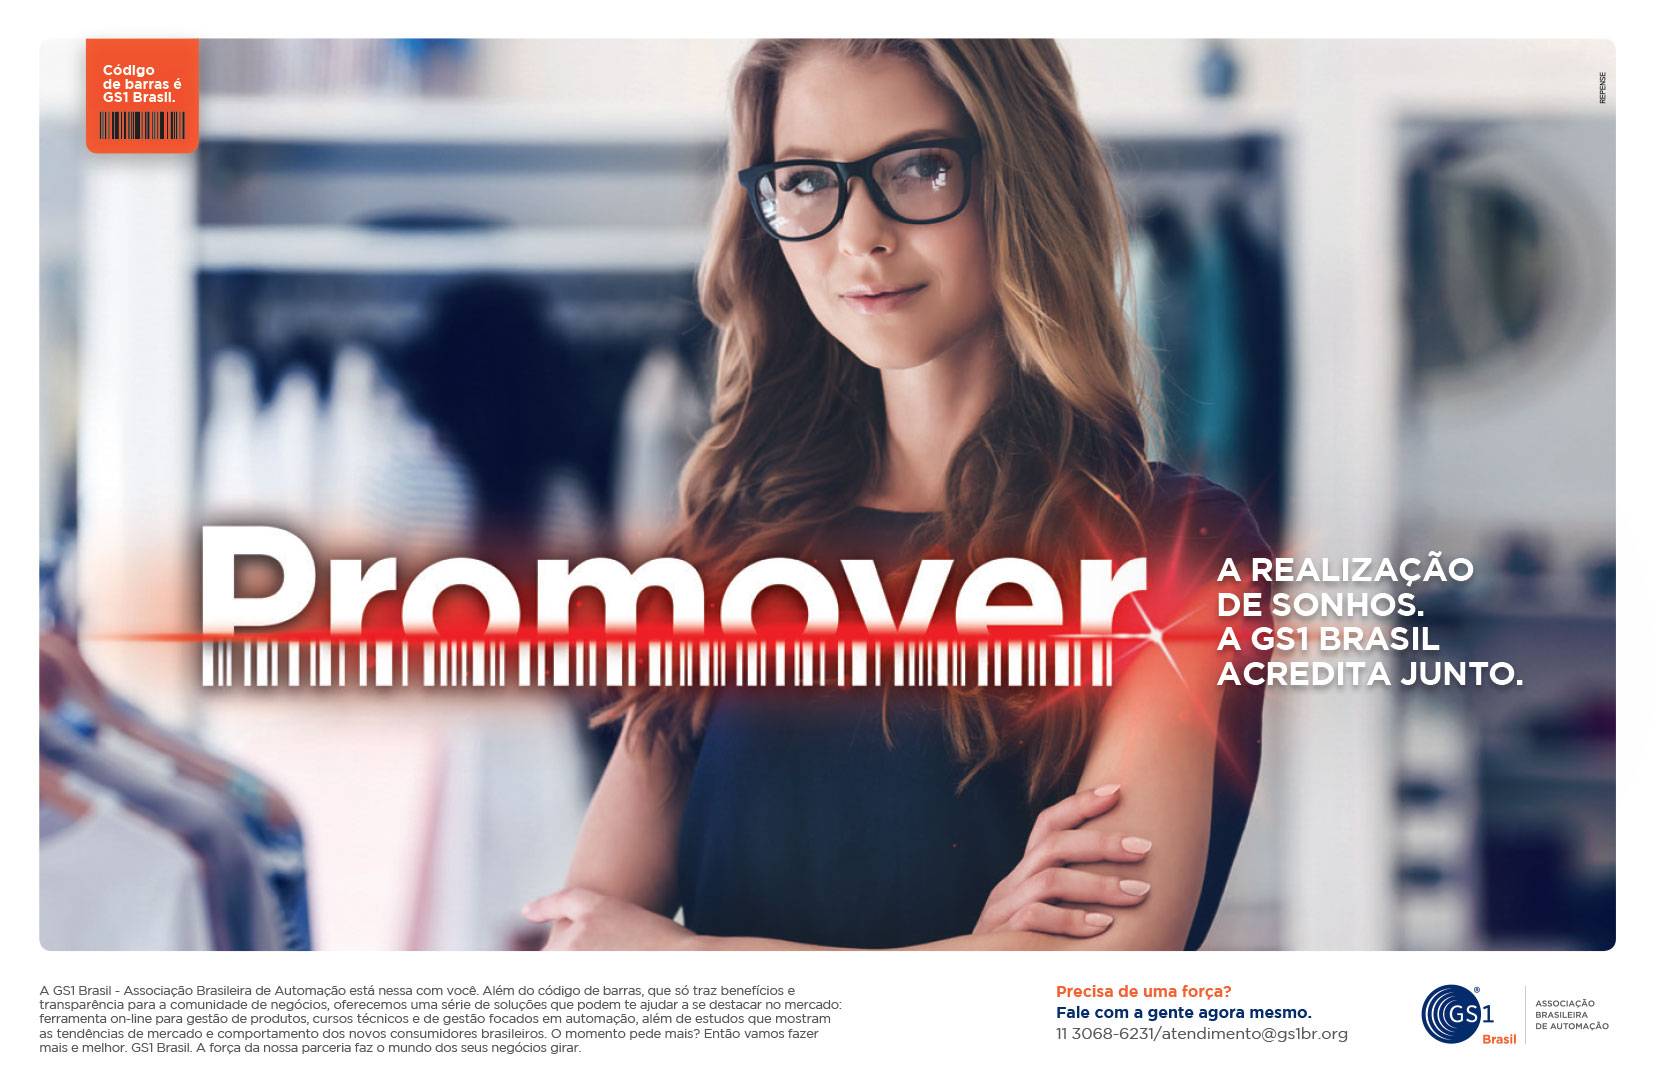 Código
de barras é
GS1 Brasil.
REPENSE
Promover
A REALIZAÇÃO
DE SONHOS.
A GS1 BRASIL
ACREDITA JUNTO.
A GS1 Brasil - Associação Brasileira de Automação está nessa com você. Além do código de barras, que só traz benefícios e
transparência para a comunidade de negócios, oferecemos uma série de soluções que podem te ajudar a se destacar no mercado:
ferramenta on-line para gestão de produtos, cursos técnicos e de gestão focados em automação, além de estudos que mostram
as tendências de mercado e comportamento dos novos consumidores brasileiros. O momento pede mais? Então vamos fazer
mais e melhor. GS1 Brasil. A força da nossa parceria faz o mundo dos seus negócios girar.
Precisa de uma força?
Fale com a gente agora mesmo.
11 3068-6231/atendimento@gs1br.org
GS1®
Brasil
ASSOCIAÇÃO
BRASILEIRA
DE AUTOMAÇÃO